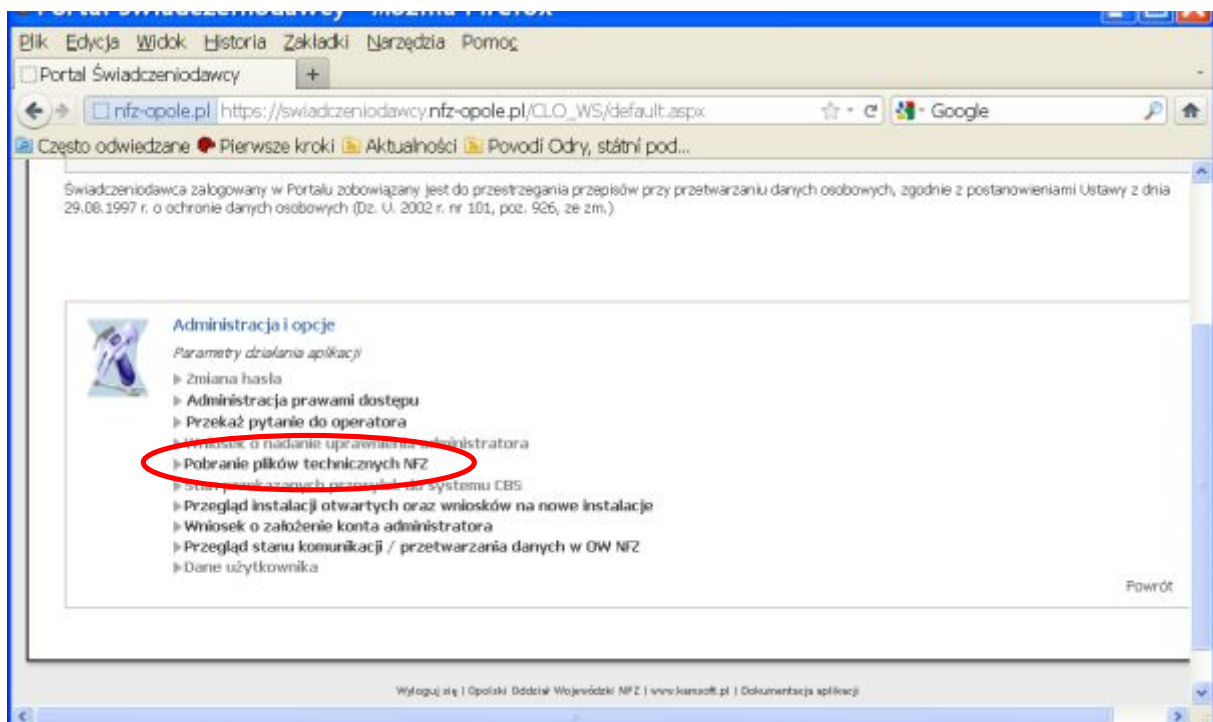 Portal Świadczeniodawcy - Mozilla Firefox
Plik Edycja Widok Historia Zakładki Narzędzia Pomoc
Portal Świadczeniodawcy +
nfz-opole.pl https://swiadczeniodawcy.nfz-opole.pl/CLO_WS/default.aspx Google
Często odwiedzane Pierwsze kroki Aktualności Povodí Odry, státní pod...
Świadczeniodawca zalogowany w Portalu zobowiązany jest do przestrzegania przepisów przy przetwarzaniu danych osobowych, zgodnie z postanowieniami Ustawy z dnia
29.08.1997 r. o ochronie danych osobowych (Dz. U. 2002 r. nr 101, poz. 926, ze zm.)
Administracja i opcje
Parametry działania aplikacji
Zmiana hasła
Administracja prawami dostępu
Przekaż pytanie do operatora
Wniosek o nadanie uprawnienia administratora
Pobranie plików technicznych NFZ
Stan przekazanych przesyłek do systemu CBS
Przegląd instalacji otwartych oraz wniosków na nowe instalacje
Wniosek o założenie konta administratora
Przegląd stanu komunikacji / przetwarzania danych w OW NFZ
Dane użytkownika
Powrót
Wyloguj się | Opolski Oddział Wojewódzki NFZ | www.kamsoft.pl | Dokumentacja aplikacji